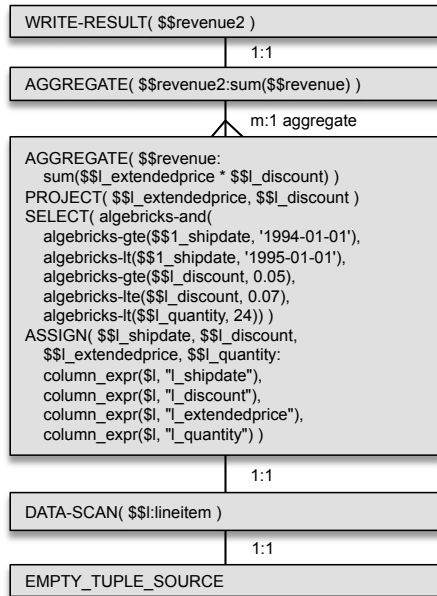 WRITE-RESULT( $$revenue2 )
1:1
AGGREGATE( $$revenue2:sum($$revenue) )
m:1 aggregate
AGGREGATE( $$revenue:
sum($$l_extendedprice * $$l_discount) )
PROJECT( $$l_extendedprice, $$l_discount )
SELECT( algebricks-and(
algebricks-gte($$1_shipdate, '1994-01-01'),
algebricks-lt($$1_shipdate, '1995-01-01'),
algebricks-gte($$l_discount, 0.05),
algebricks-lte($$l_discount, 0.07),
algebricks-lt($$l_quantity, 24)) )
ASSIGN( $$l_shipdate, $$l_discount,
$$l_extendedprice, $$l_quantity:
column_expr($l, "l_shipdate"),
column_expr($l, "l_discount"),
column_expr($l, "l_extendedprice"),
column_expr($l, "l_quantity") )
1:1
DATA-SCAN( $$l:lineitem )
1:1
EMPTY_TUPLE_SOURCE